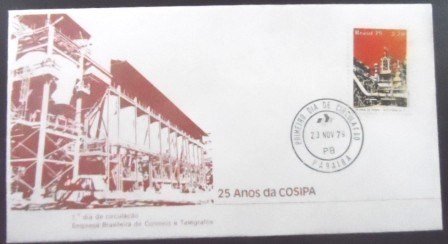 Brasil 78
PRIMEIRO DIA DE CIRCULAÇÃO
23 NOV 78
PB
PARAÍBA
25 Anos da COSIPA
1.º dia de circulação
Empresa Brasileira de Correios e Telégrafos